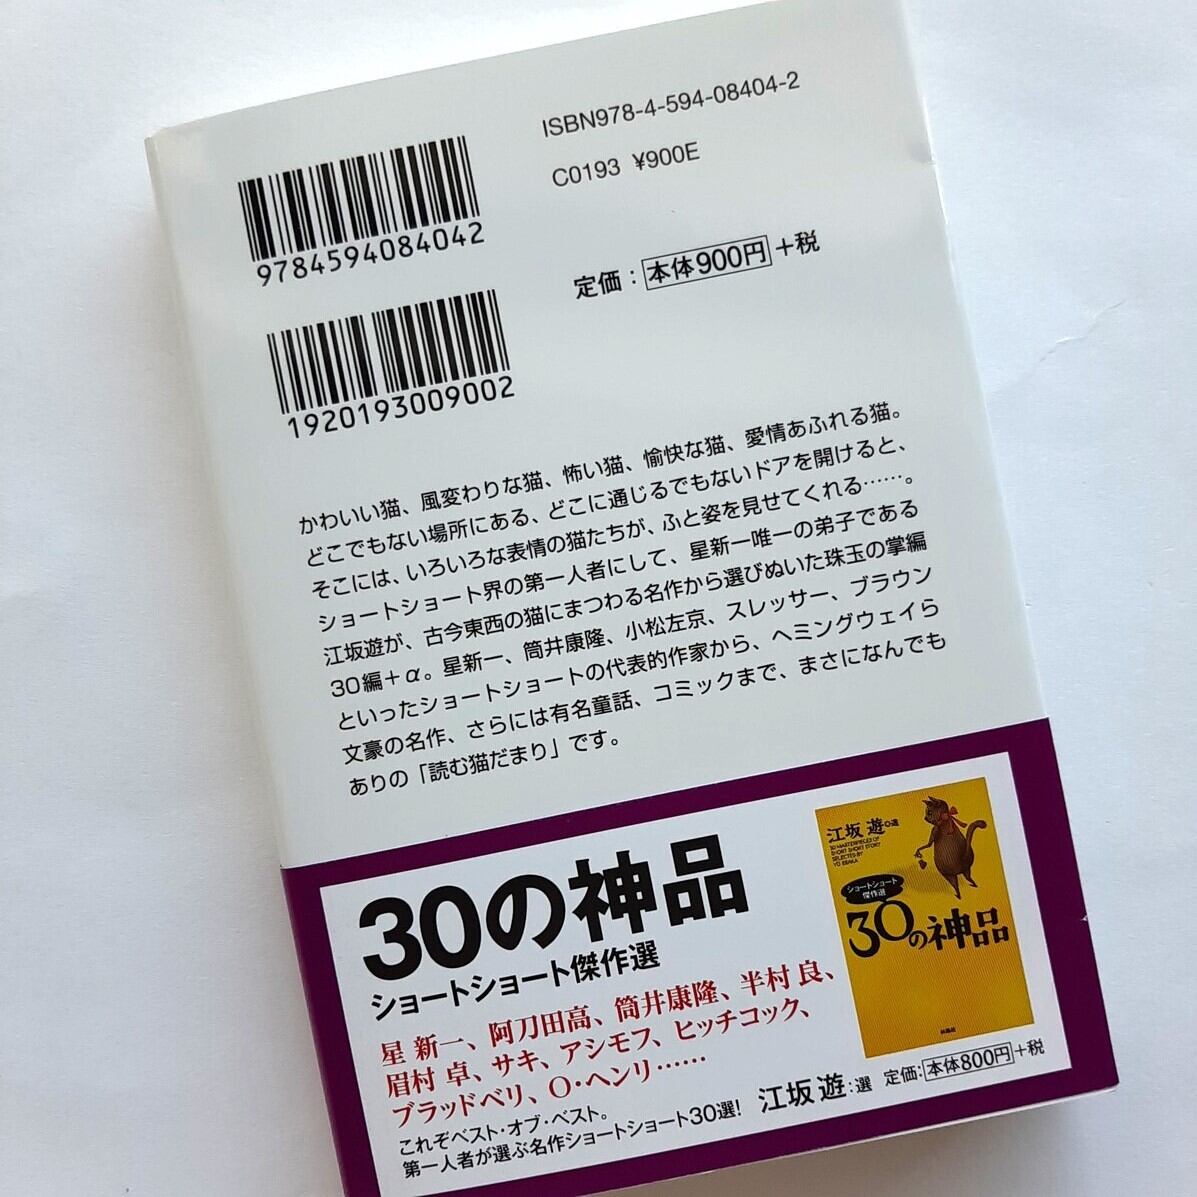 ISBN978-4-594-08404-2
C0193 ¥900E
9784594084042
定価：本体900円＋税
1920193009002
かわいい猫、風変わりな猫、怖い猫、愉快な猫、愛情あふれる猫。
どこでもない場所にある、どこに通じるでもないドアを開けると、
そこには、いろいろな表情の猫たちが、ふと姿を見せてくれる……。
ショートショート界の第一人者にして、星新一唯一の弟子である
江坂遊が、古今東西の猫にまつわる名作から選びぬいた珠玉の掌編
30編＋α。星新一、筒井康隆、小松左京、スレッサー、ブラウン
といったショートショートの代表的作家から、ヘミングウェイら
文豪の名作、さらには有名童話、コミックまで、まさになんでも
ありの「読む猫だまり」です。
30の神品
ショートショート傑作選
星 新一、阿刀田高、筒井康隆、半村 良、
眉村 卓、サキ、アシモフ、ヒッチコック、
ブラッドベリ、O・ヘンリ……
これぞベスト・オブ・ベスト。
第一人者が選ぶ名作ショートショート30選！
江坂 遊：選
定価：本体800円＋税
江坂 遊◎選
30 MASTERPIECES OF
SHORT SHORT STORY
SELECTED BY
YU ESAKA
ショートショート
傑作選
30の神品
扶桑社